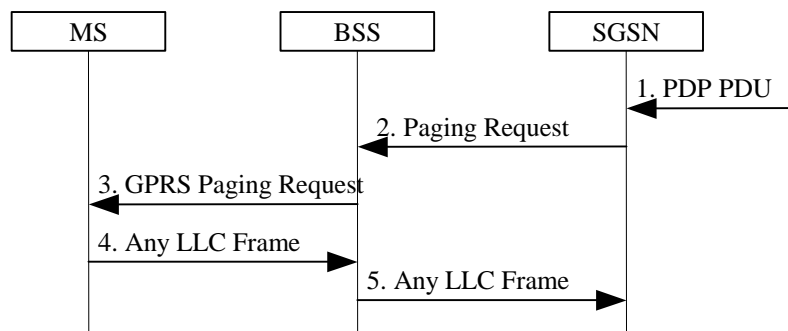 MS
BSS
SGSN
1. PDP PDU
2. Paging Request
3. GPRS Paging Request
4. Any LLC Frame
5. Any LLC Frame